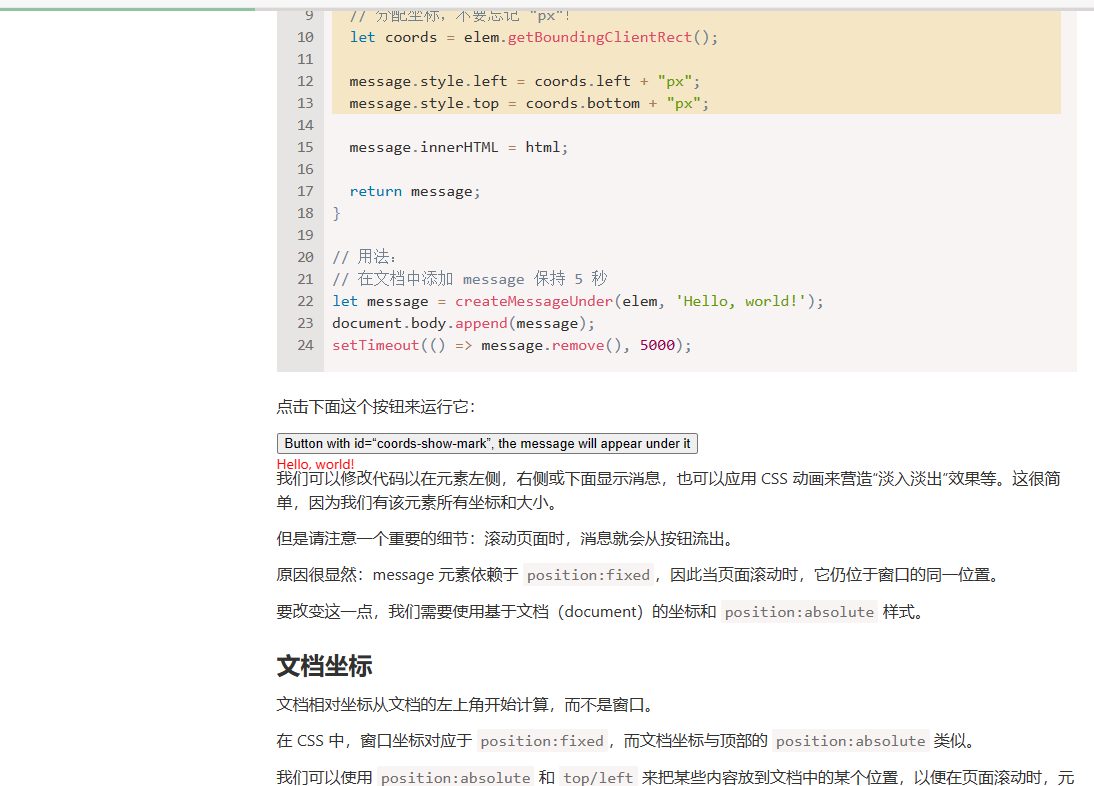 9 // 分配坐标，不要忘记 "px"！
10 let coords = elem.getBoundingClientRect();
11
12 message.style.left = coords.left + "px";
13 message.style.top = coords.bottom + "px";
14
15 message.innerHTML = html;
16
17 return message;
18 }
19
20 // 用法：
21 // 在文档中添加 message 保持 5 秒
22 let message = createMessageUnder(elem, 'Hello, world!');
23 document.body.append(message);
24 setTimeout(() => message.remove(), 5000);
点击下面这个按钮来运行它：
Button with id=“coords-show-mark”, the message will appear under it
Hello, world!
我们可以修改代码以在元素左侧，右侧或下面显示消息，也可以应用 CSS 动画来营造“淡入淡出”效果等。这很简
单，因为我们有该元素所有坐标和大小。
但是请注意一个重要的细节：滚动页面时，消息就会从按钮流出。
原因很显然：message 元素依赖于 position:fixed，因此当页面滚动时，它仍位于窗口的同一位置。
要改变这一点，我们需要使用基于文档（document）的坐标和 position:absolute 样式。
文档坐标
文档相对坐标从文档的左上角开始计算，而不是窗口。
在 CSS 中，窗口坐标对应于 position:fixed，而文档坐标与顶部的 position:absolute 类似。
我们可以使用 position:absolute 和 top/left 来把某些内容放到文档中的某个位置，以便在页面滚动时，元